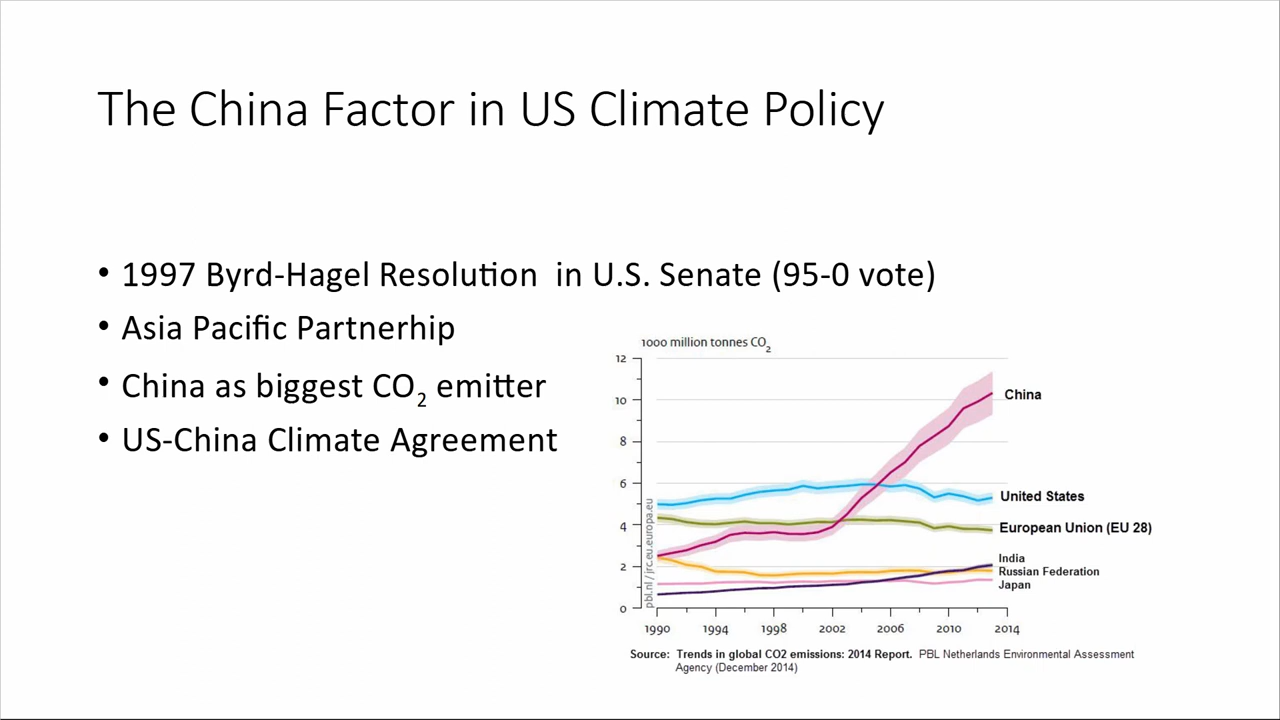 The China Factor in US Climate Policy
• 1997 Byrd-Hagel Resolution in U.S. Senate (95-0 vote)
• Asia Pacific Partnerhip
• China as biggest CO2 emitter
• US-China Climate Agreement
1000 million tonnes CO2
12
10
8
6
4
2
0
pbl.nl / jrc.eu.europa.eu
China
United States
European Union (EU 28)
India
Russian Federation
Japan
1990 1994 1998 2002 2006 2010 2014
Source: Trends in global CO2 emissions: 2014 Report. PBL Netherlands Environmental Assessment
Agency (December 2014)